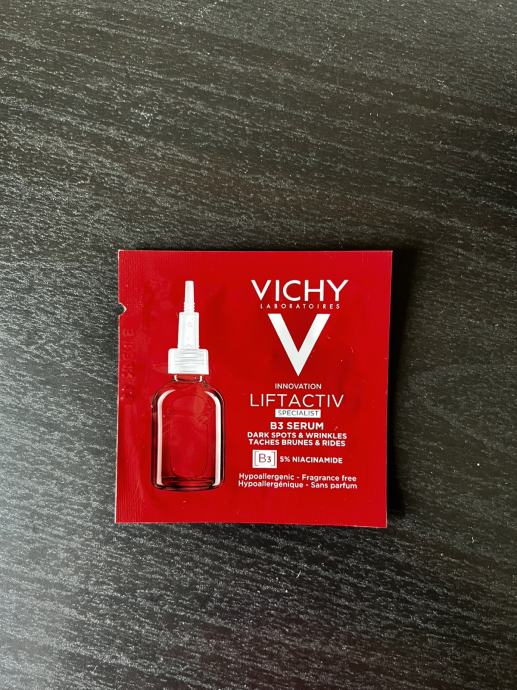 VICHY
LABORATOIRES
V
INNOVATION
LIFTACTIV
SPECIALIST
B3 SERUM
DARK SPOTS & WRINKLES
TACHES BRUNES & RIDES
B3 5% NIACINAMIDE
Hypoallergenic - Fragrance free
Hypoallergénique - Sans parfum